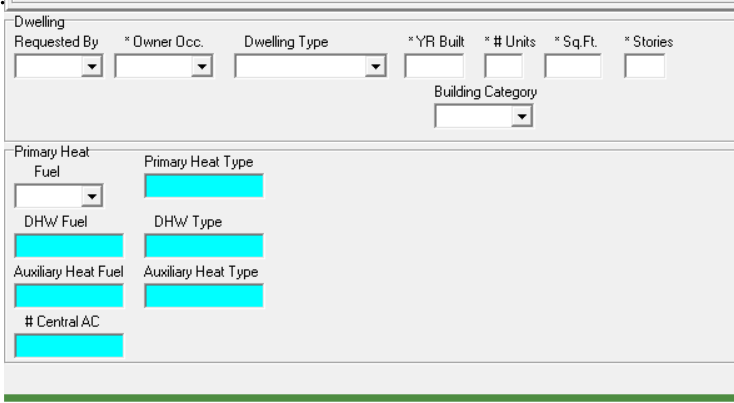 Dwelling
Requested By * Owner Occ. Dwelling Type * YR Built * # Units * Sq.Ft. * Stories
Building Category
Primary Heat
Fuel Primary Heat Type
DHW Fuel DHW Type
Auxiliary Heat Fuel Auxiliary Heat Type
# Central AC